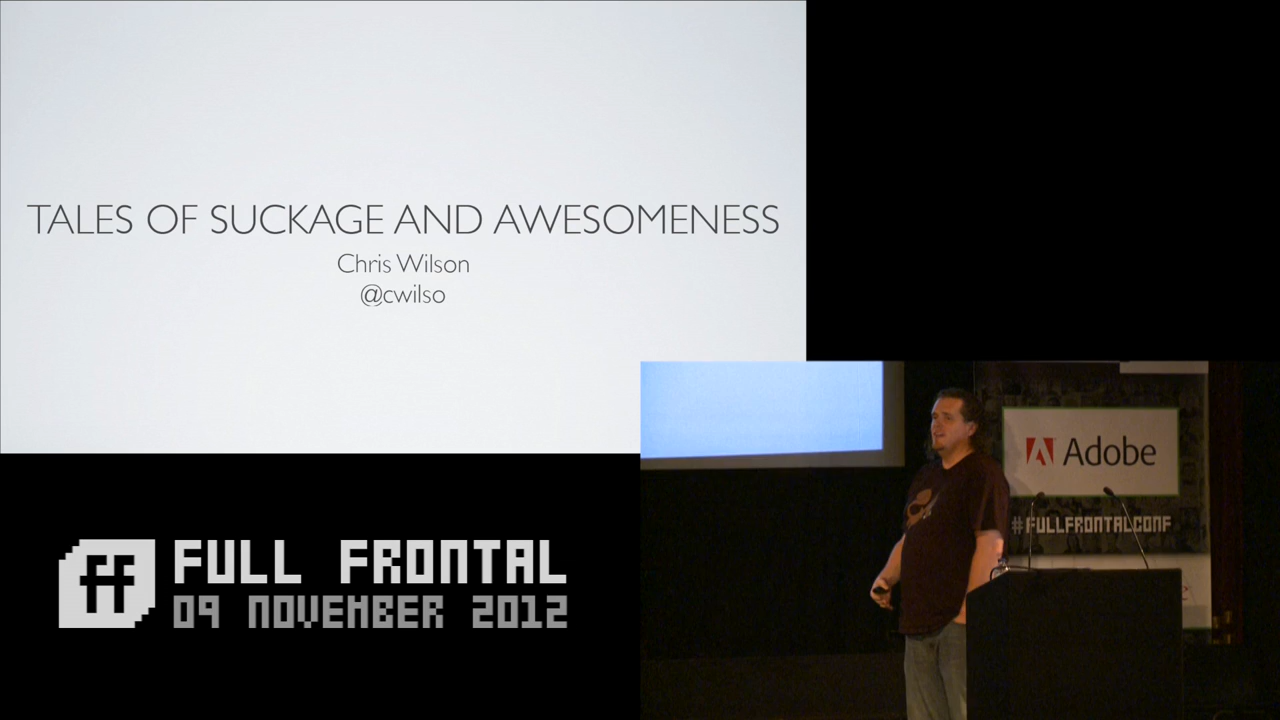 TALES OF SUCKAGE AND AWESOMENESS
Chris Wilson
@cwilso
Adobe
#FULLFRONTALCONF
ff
FULL FRONTAL
09 NOVEMBER 2012